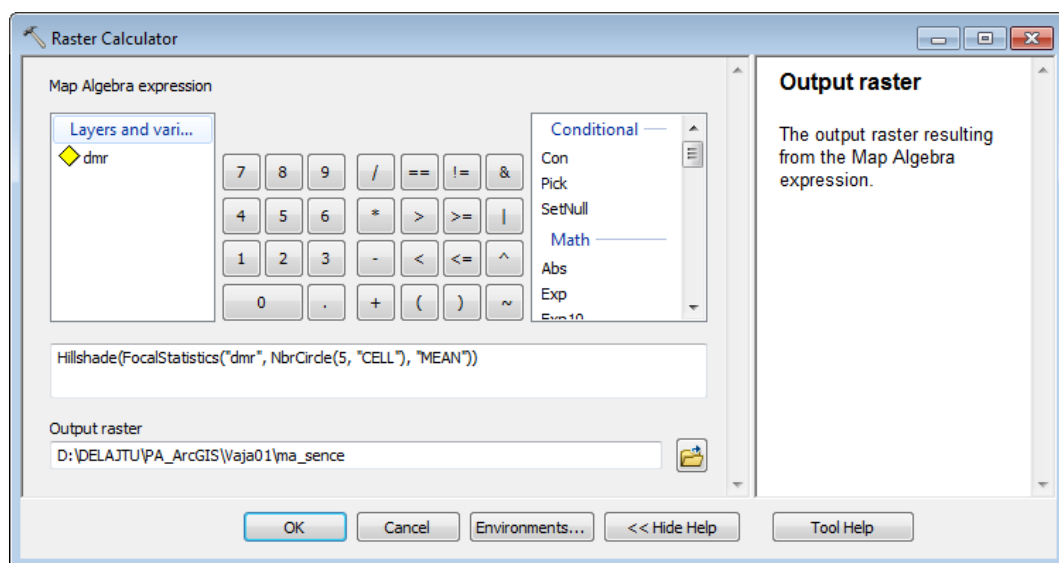 Raster Calculator
Map Algebra expression
Layers and vari...
dmr
7 8 9 / == != &
4 5 6 * > >= |
1 2 3 - < <= ^
0 . + ( ) ~
Conditional
Con
Pick
SetNull
Math
Abs
Exp
Exp10
Hillshade(FocalStatistics("dmr", NbrCircle(5, "CELL"), "MEAN"))
Output raster
D:\DELAJTU\PA_ArcGIS\Vaja01\ma_sence
OK
Cancel
Environments...
<< Hide Help
Tool Help
Output raster
The output raster resulting
from the Map Algebra
expression.